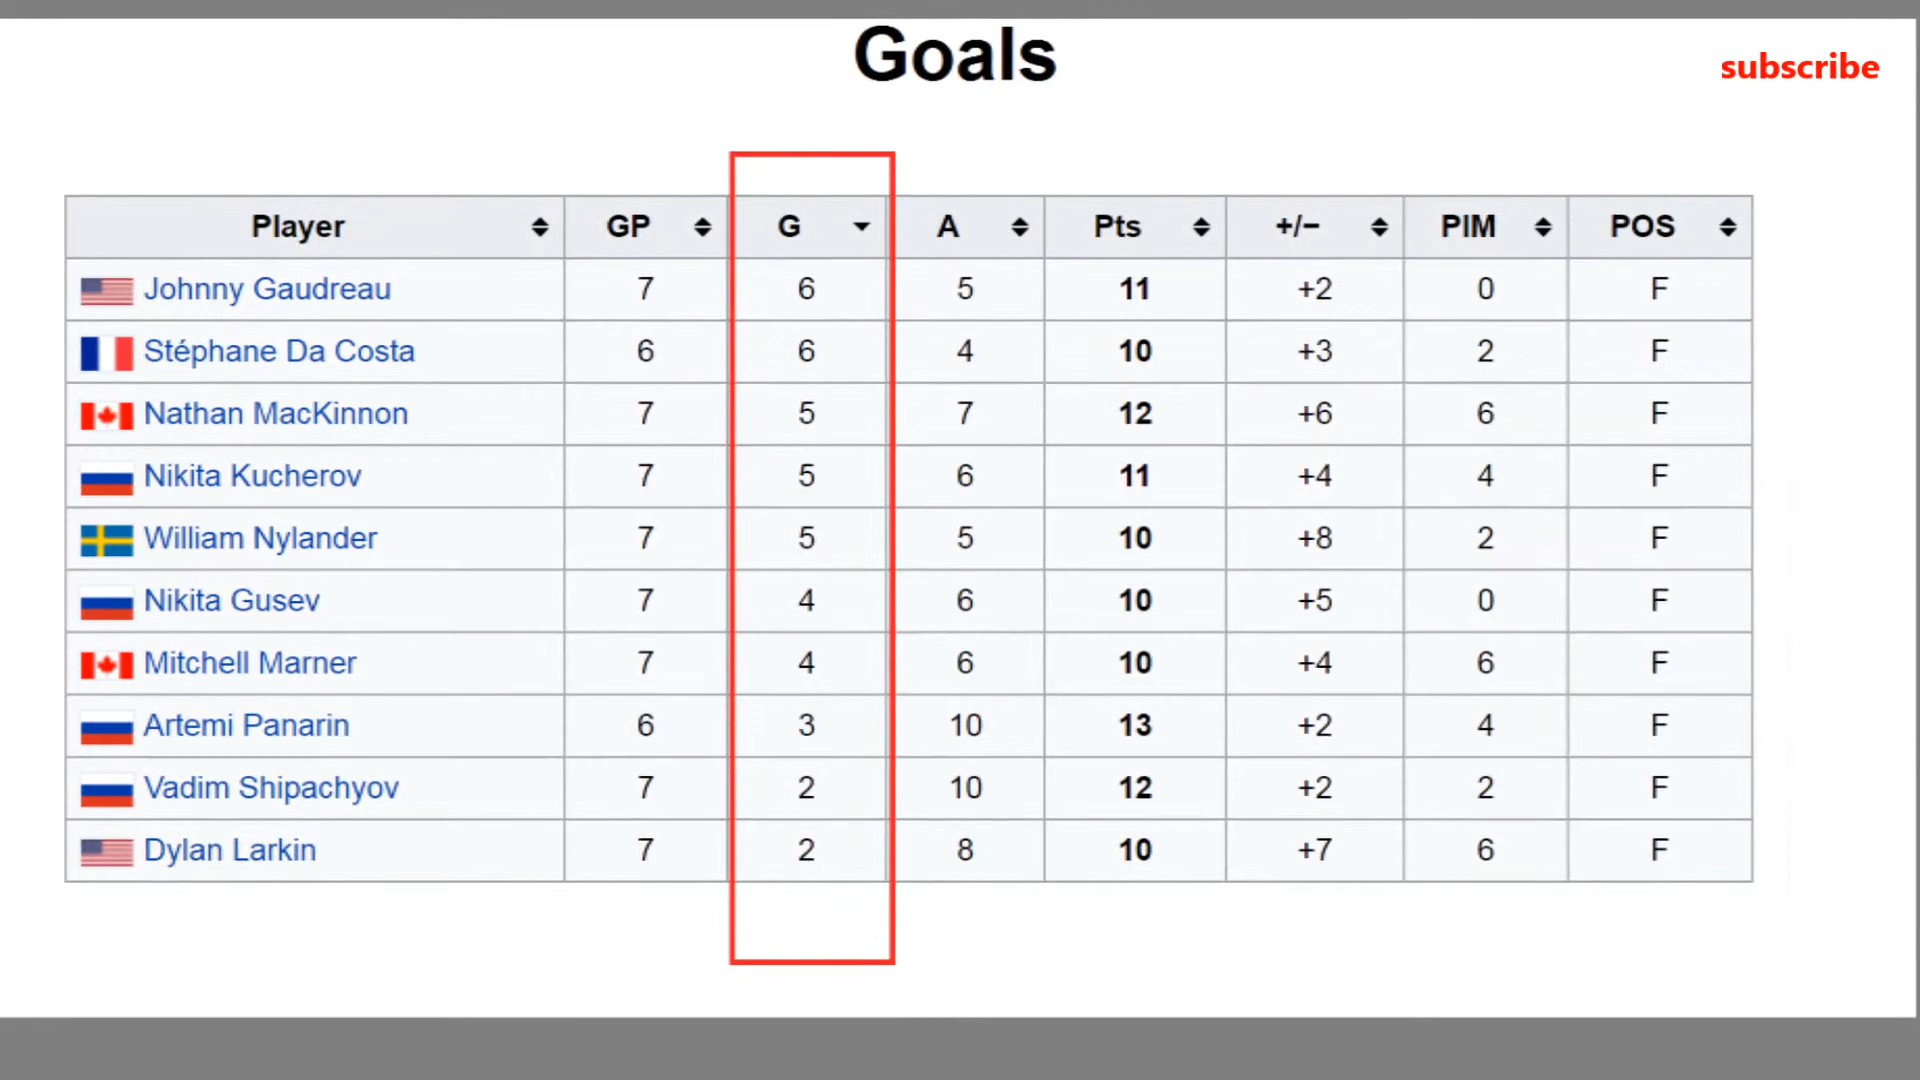 Goals
subscribe
Player GP G A Pts +/− PIM POS
Johnny Gaudreau 7 6 5 11 +2 0 F
Stéphane Da Costa 6 6 4 10 +3 2 F
Nathan MacKinnon 7 5 7 12 +6 6 F
Nikita Kucherov 7 5 6 11 +4 4 F
William Nylander 7 5 5 10 +8 2 F
Nikita Gusev 7 4 6 10 +5 0 F
Mitchell Marner 7 4 6 10 +4 6 F
Artemi Panarin 6 3 10 13 +2 4 F
Vadim Shipachyov 7 2 10 12 +2 2 F
Dylan Larkin 7 2 8 10 +7 6 F